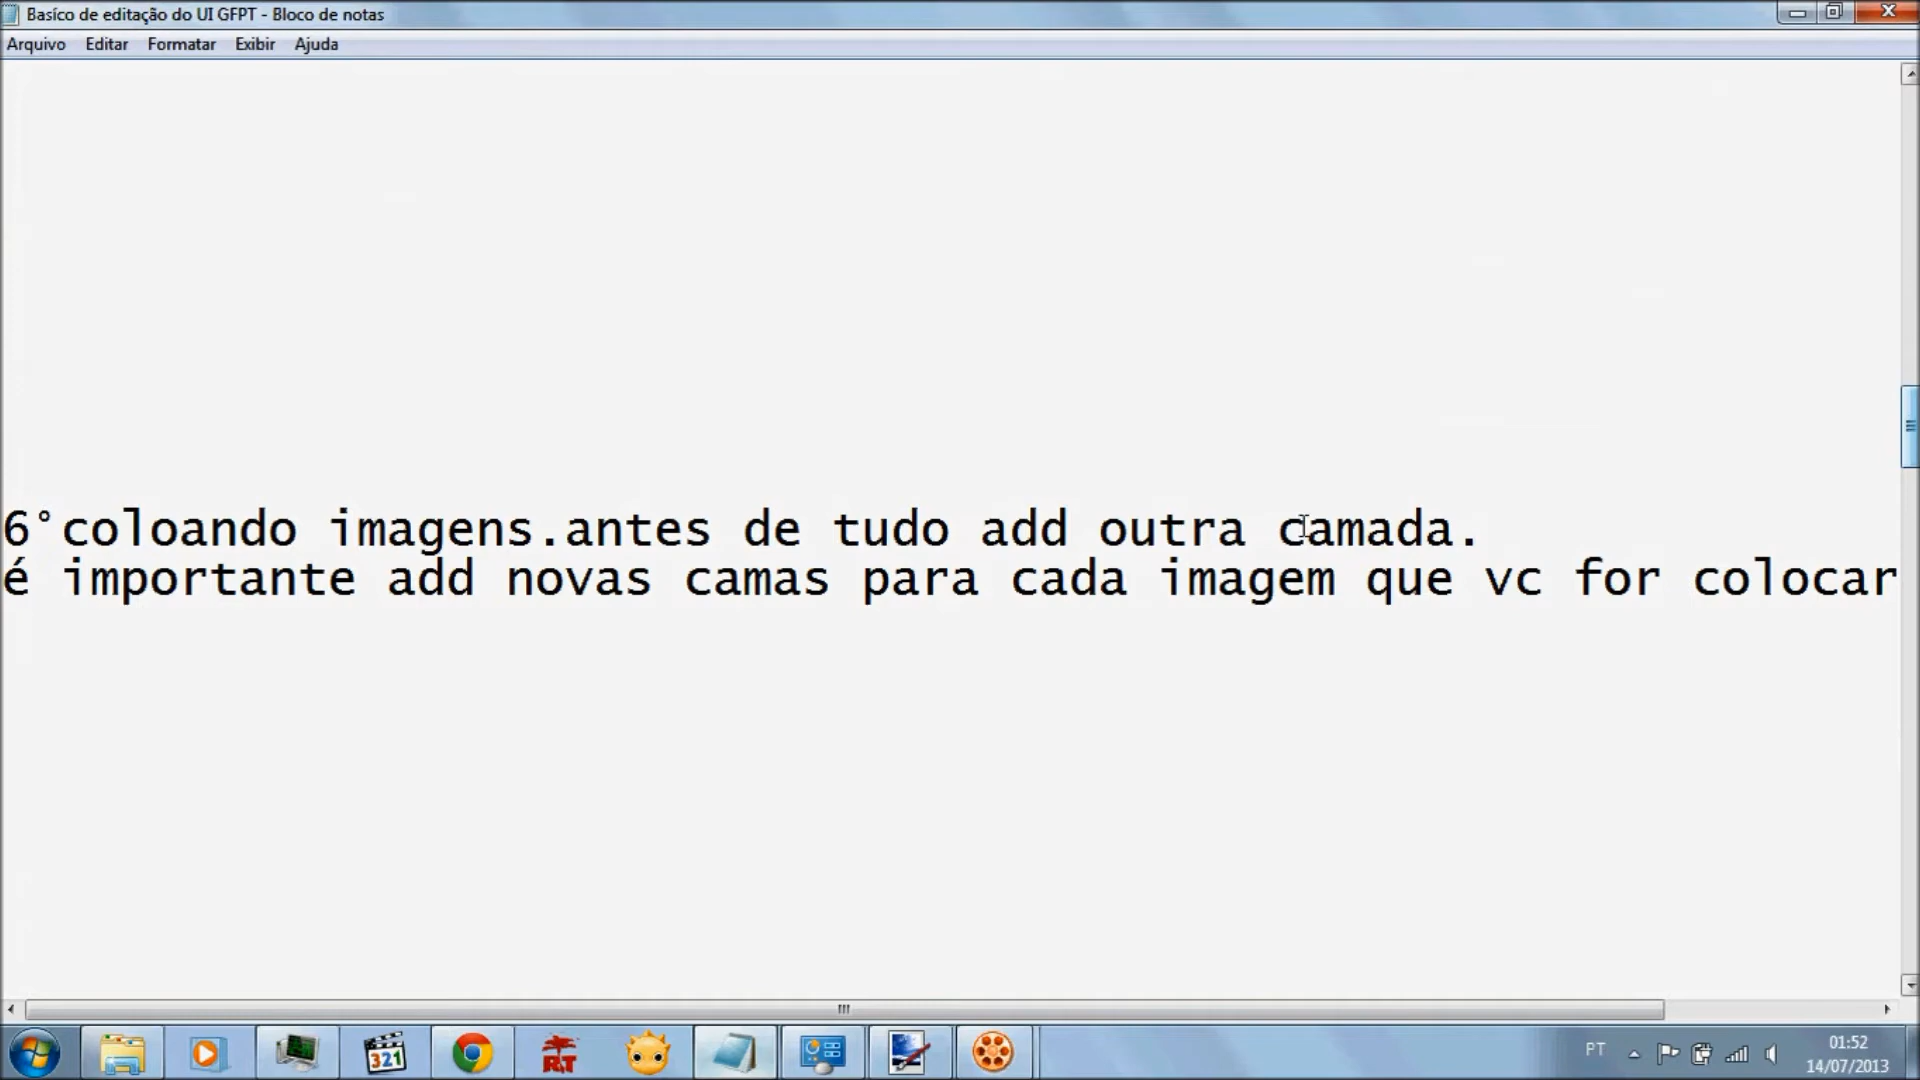 Basíco de editação do UI GFPT - Bloco de notas
Arquivo Editar Formatar Exibir Ajuda
6°coloando imagens.antes de tudo add outra camada.
é importante add novas camas para cada imagem que vc for colocar
321
RT
PT
01:52
14/07/2013